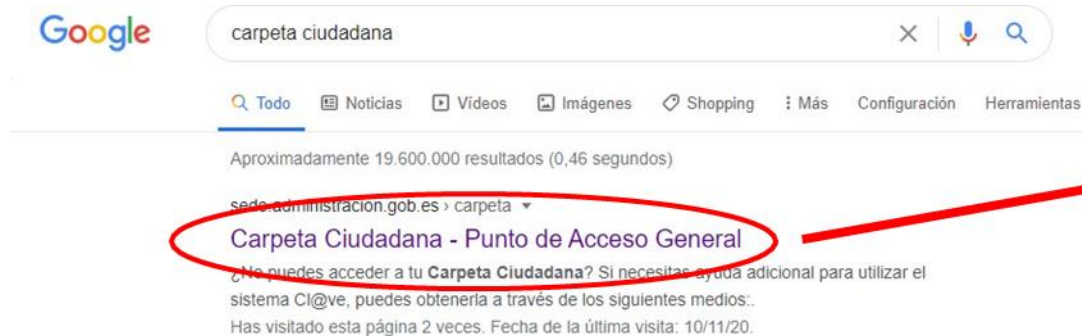 Google
carpeta ciudadana
Todo Noticias Vídeos Imágenes Shopping Más Configuración Herramientas
Aproximadamente 19.600.000 resultados (0,46 segundos)
sede.administracion.gob.es › carpeta
Carpeta Ciudadana - Punto de Acceso General
¿No puedes acceder a tu Carpeta Ciudadana? Si necesitas ayuda adicional para utilizar el
sistema Cl@ve, puedes obtenerla a través de los siguientes medios:.
Has visitado esta página 2 veces. Fecha de la última visita: 10/11/20.